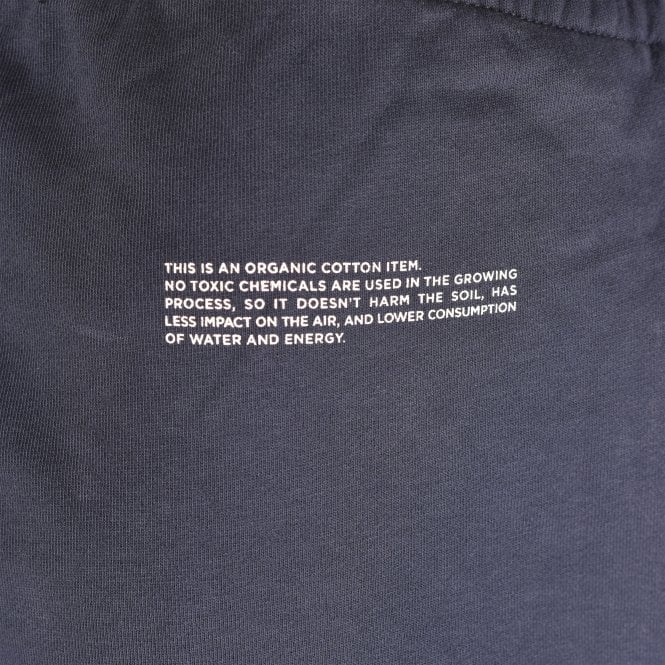 THIS IS AN ORGANIC COTTON ITEM.
NO TOXIC CHEMICALS ARE USED IN THE GROWING
PROCESS, SO IT DOESN'T HARM THE SOIL, HAS
LESS IMPACT ON THE AIR, AND LOWER CONSUMPTION
OF WATER AND ENERGY.